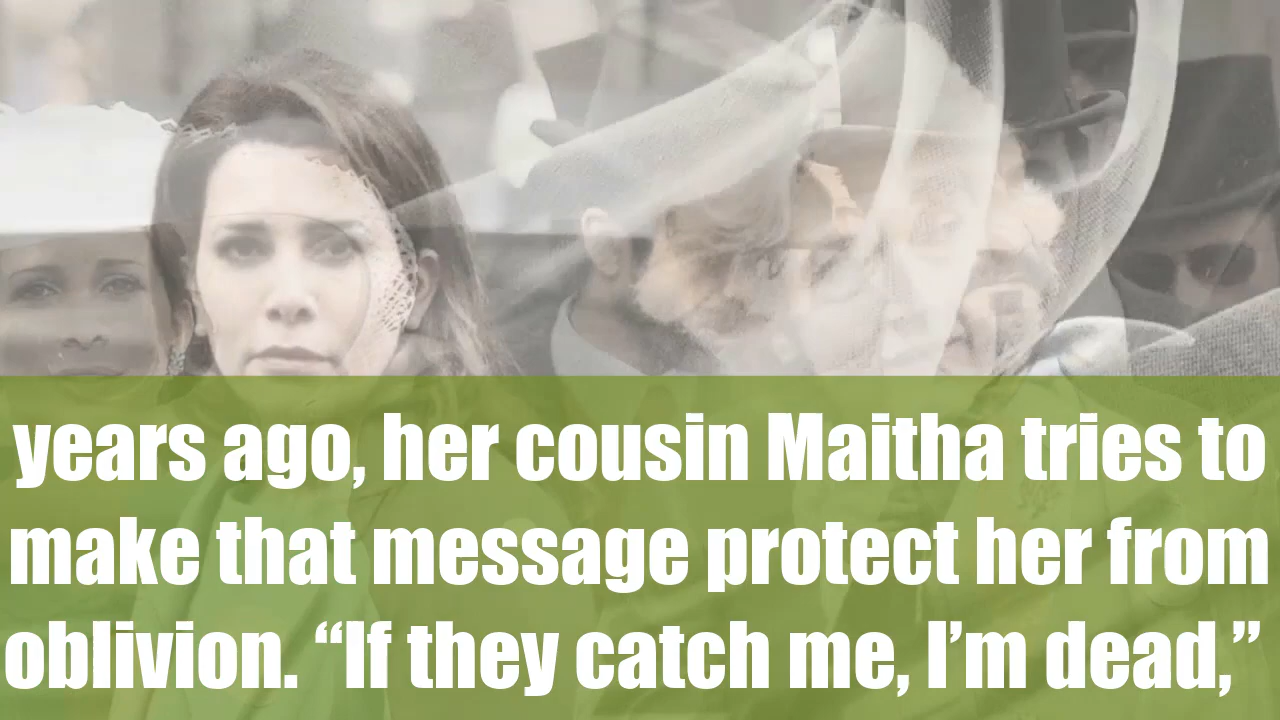 years ago, her cousin Maitha tries to
make that message protect her from
oblivion. “If they catch me, I’m dead,”